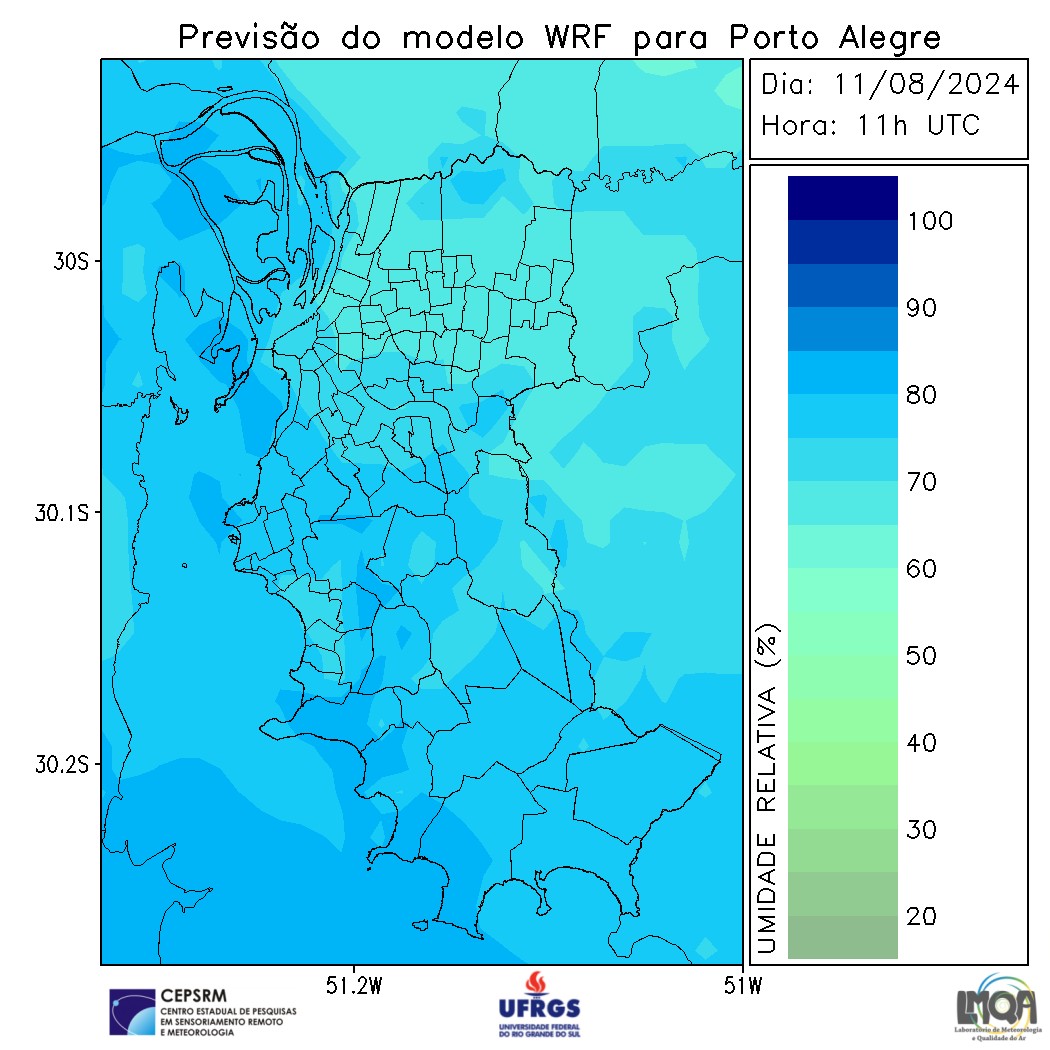 Previsão do modelo WRF para Porto Alegre
Dia: 11/08/2024
Hora: 11h UTC
30S
30.1S
30.2S
51.2W
51W
UMIDADE RELATIVA (%)
100
90
80
70
60
50
40
30
20
CEPSRM
CENTRO ESTADUAL DE PESQUISAS
EM SENSORIAMENTO REMOTO
E METEOROLOGIA
UFRGS
UNIVERSIDADE FEDERAL
DO RIO GRANDE DO SUL
LMQA
Laboratório de Meteorologia
e Qualidade do Ar